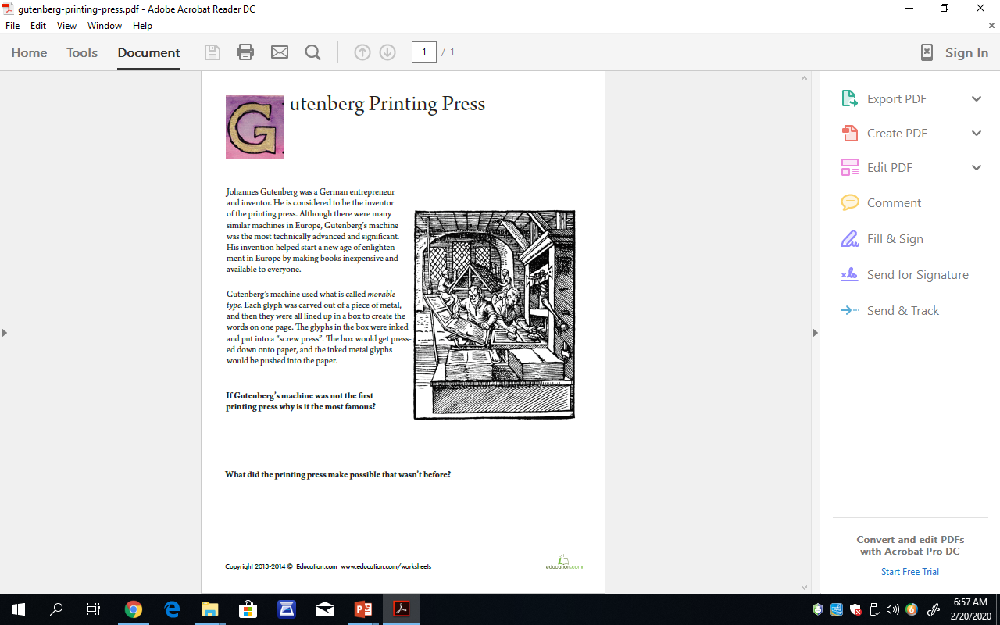 gutenberg-printing-press.pdf - Adobe Acrobat Reader DC
File Edit View Window Help
Home Tools Document 1 / 1 Sign In
Gutenberg Printing Press
Johannes Gutenberg was a German entrepreneur
and inventor. He is considered to be the inventor
of the printing press. Although there were many
similar machines in Europe, Gutenberg's machine
was the most technically advanced and significant.
His invention helped start a new age of enlighten-
ment in Europe by making books inexpensive and
available to everyone.
Gutenberg's machine used what is called movable
type. Each glyph was carved out of a piece of metal,
and then they were all lined up in a box to create the
words on one page. The glyphs in the box were inked
and put into a “screw press”. The box would get press-
ed down onto paper, and the inked metal glyphs
would be pushed into the paper.
If Gutenberg's machine was not the first
printing press why is it the most famous?
What did the printing press make possible that wasn't before?
Copyright 2013-2014 © Education.com www.education.com/worksheets
education.com
Export PDF
Create PDF
Edit PDF
Comment
Fill & Sign
Send for Signature
Send & Track
Convert and edit PDFs
with Acrobat Pro DC
Start Free Trial
6:57 AM
2/20/2020